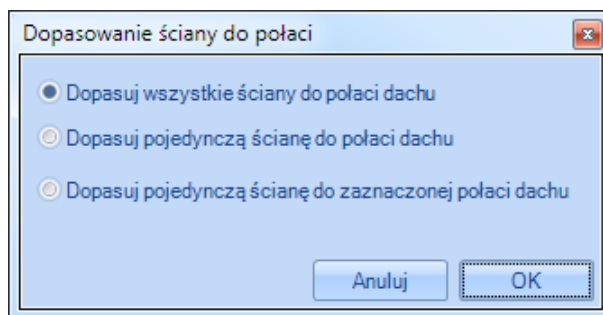 Dopasowanie ściany do połaci
Dopasuj wszystkie ściany do połaci dachu
Dopasuj pojedynczą ścianę do połaci dachu
Dopasuj pojedynczą ścianę do zaznaczonej połaci dachu
Anuluj OK